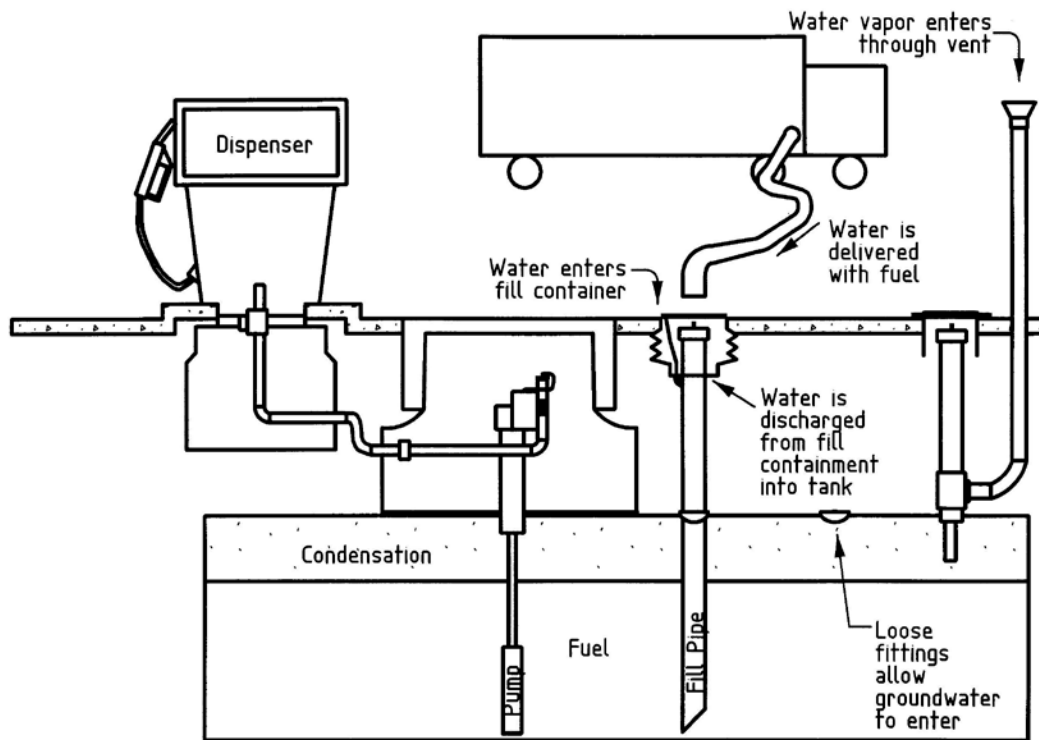 Water vapor enters
through vent
Dispenser
Water is
delivered
with fuel
Water enters
fill container
Water is
discharged
from fill
containment
into tank
Condensation
Fuel
Pump
Fill Pipe
Loose
fittings
allow
groundwater
to enter